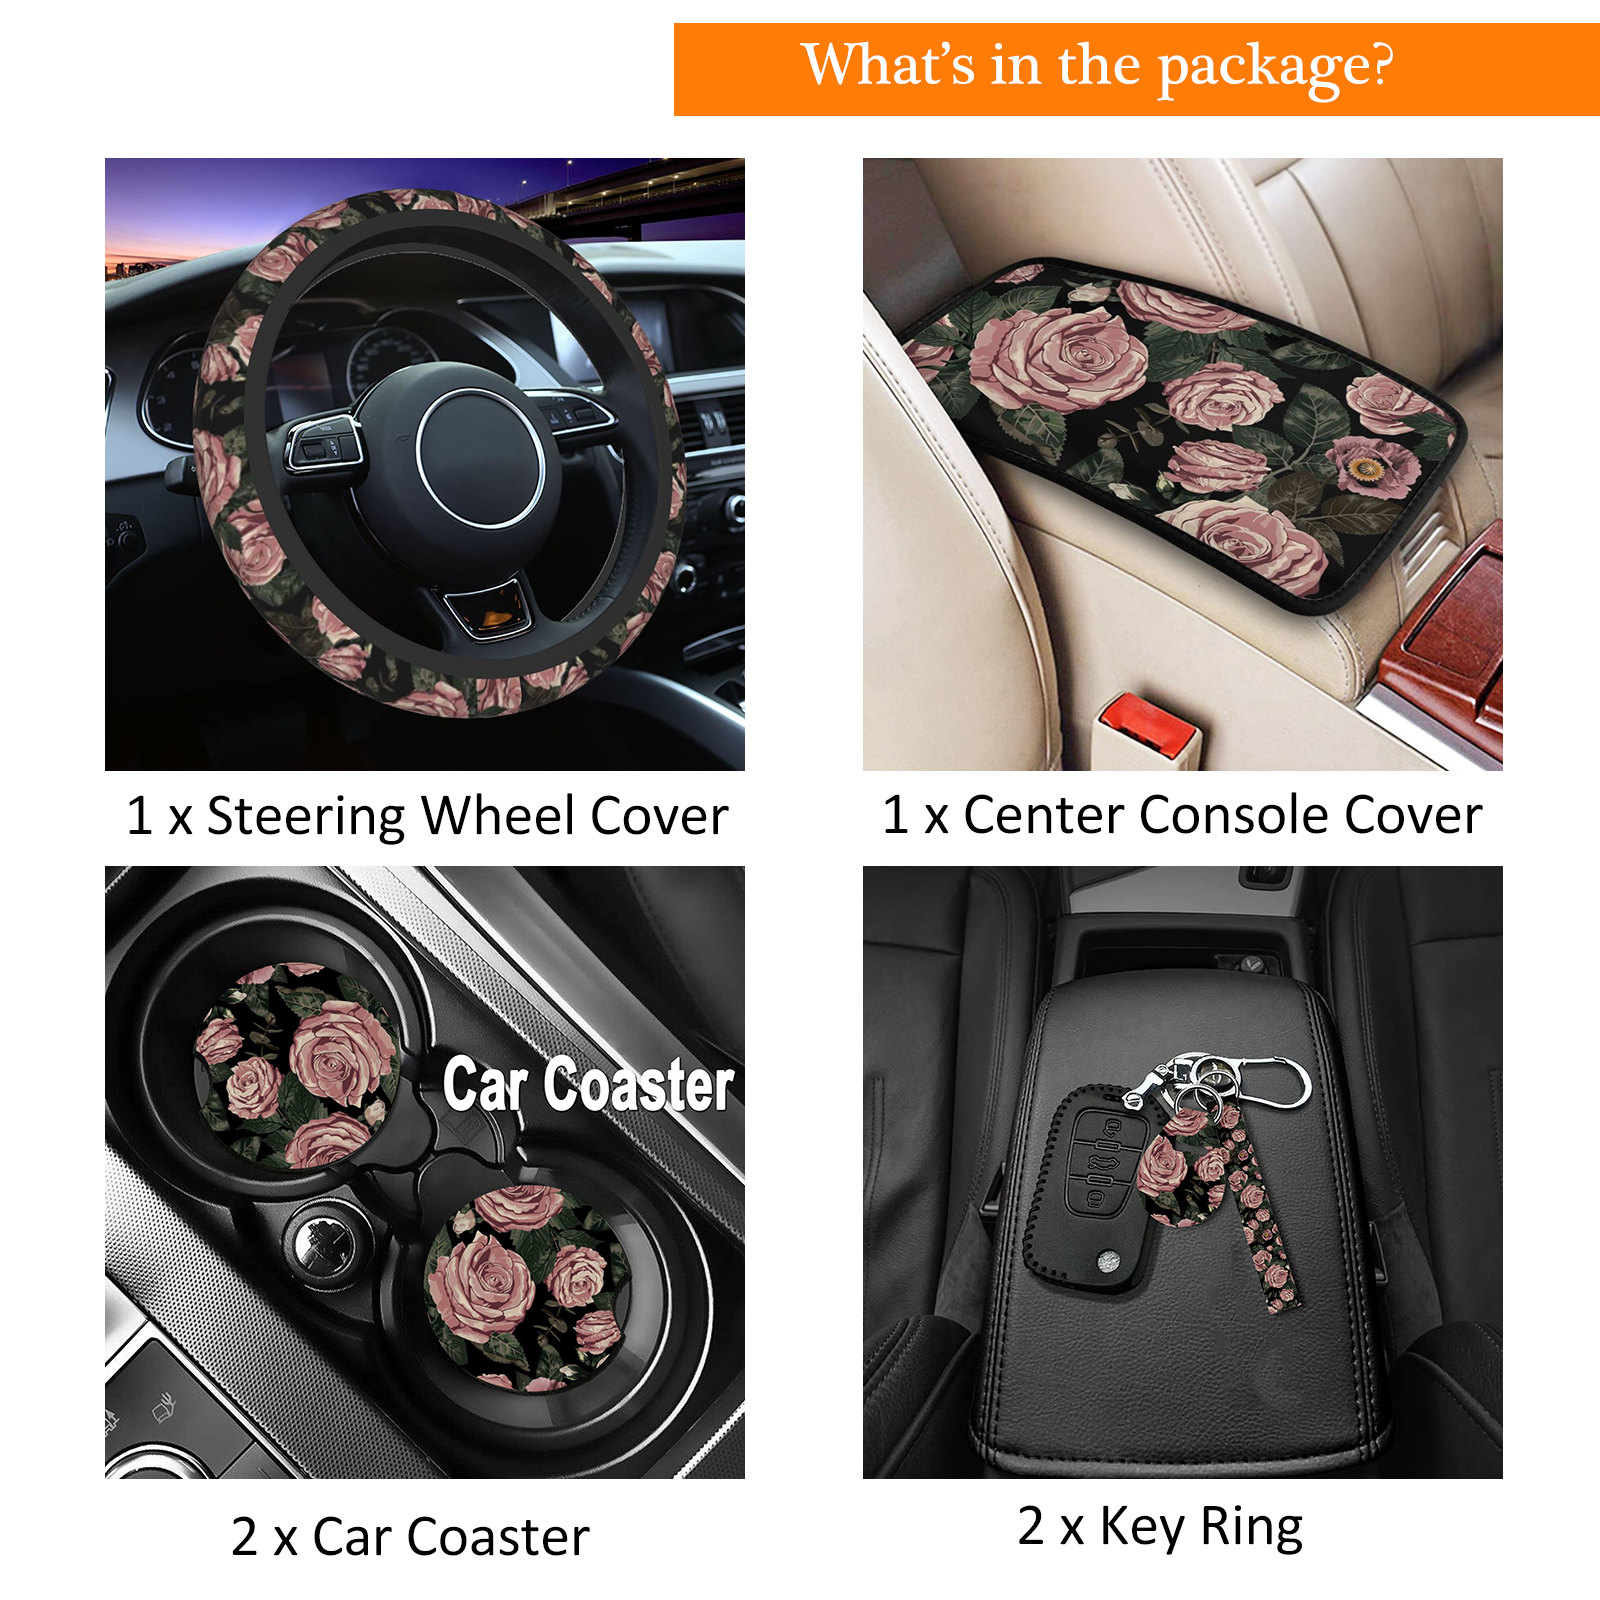 What's in the package?
1 x Steering Wheel Cover
1 x Center Console Cover
Car Coaster
2 x Car Coaster
2 x Key Ring